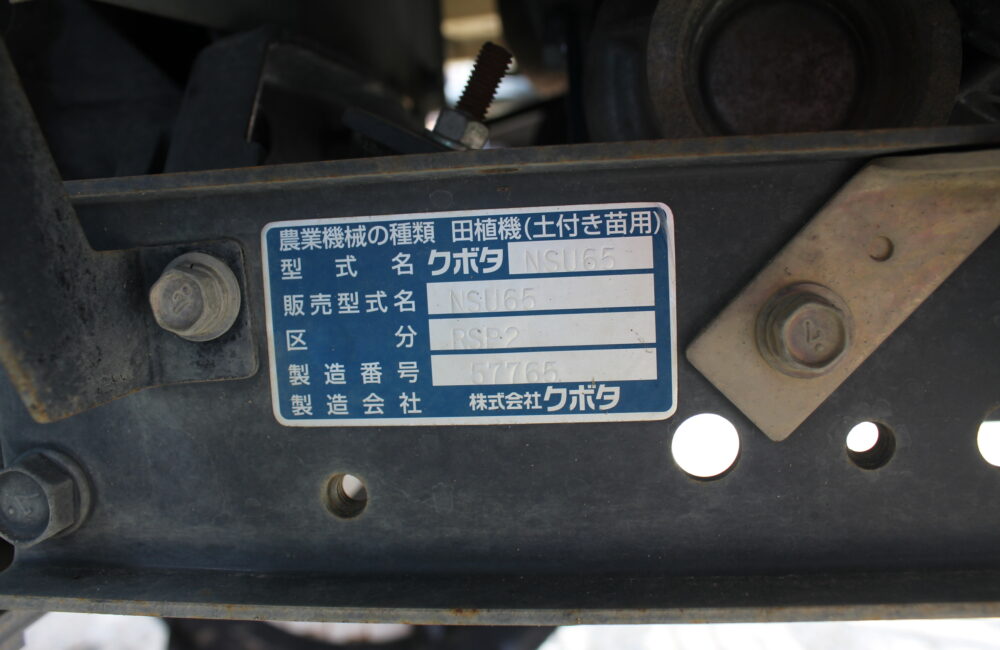 農業機械の種類 田植機(土付き苗用)
型式名 クボタ NSU65
販売型式名 NSU65
区分 RSP2
製造番号 57765
製造会社 株式会社クボタ